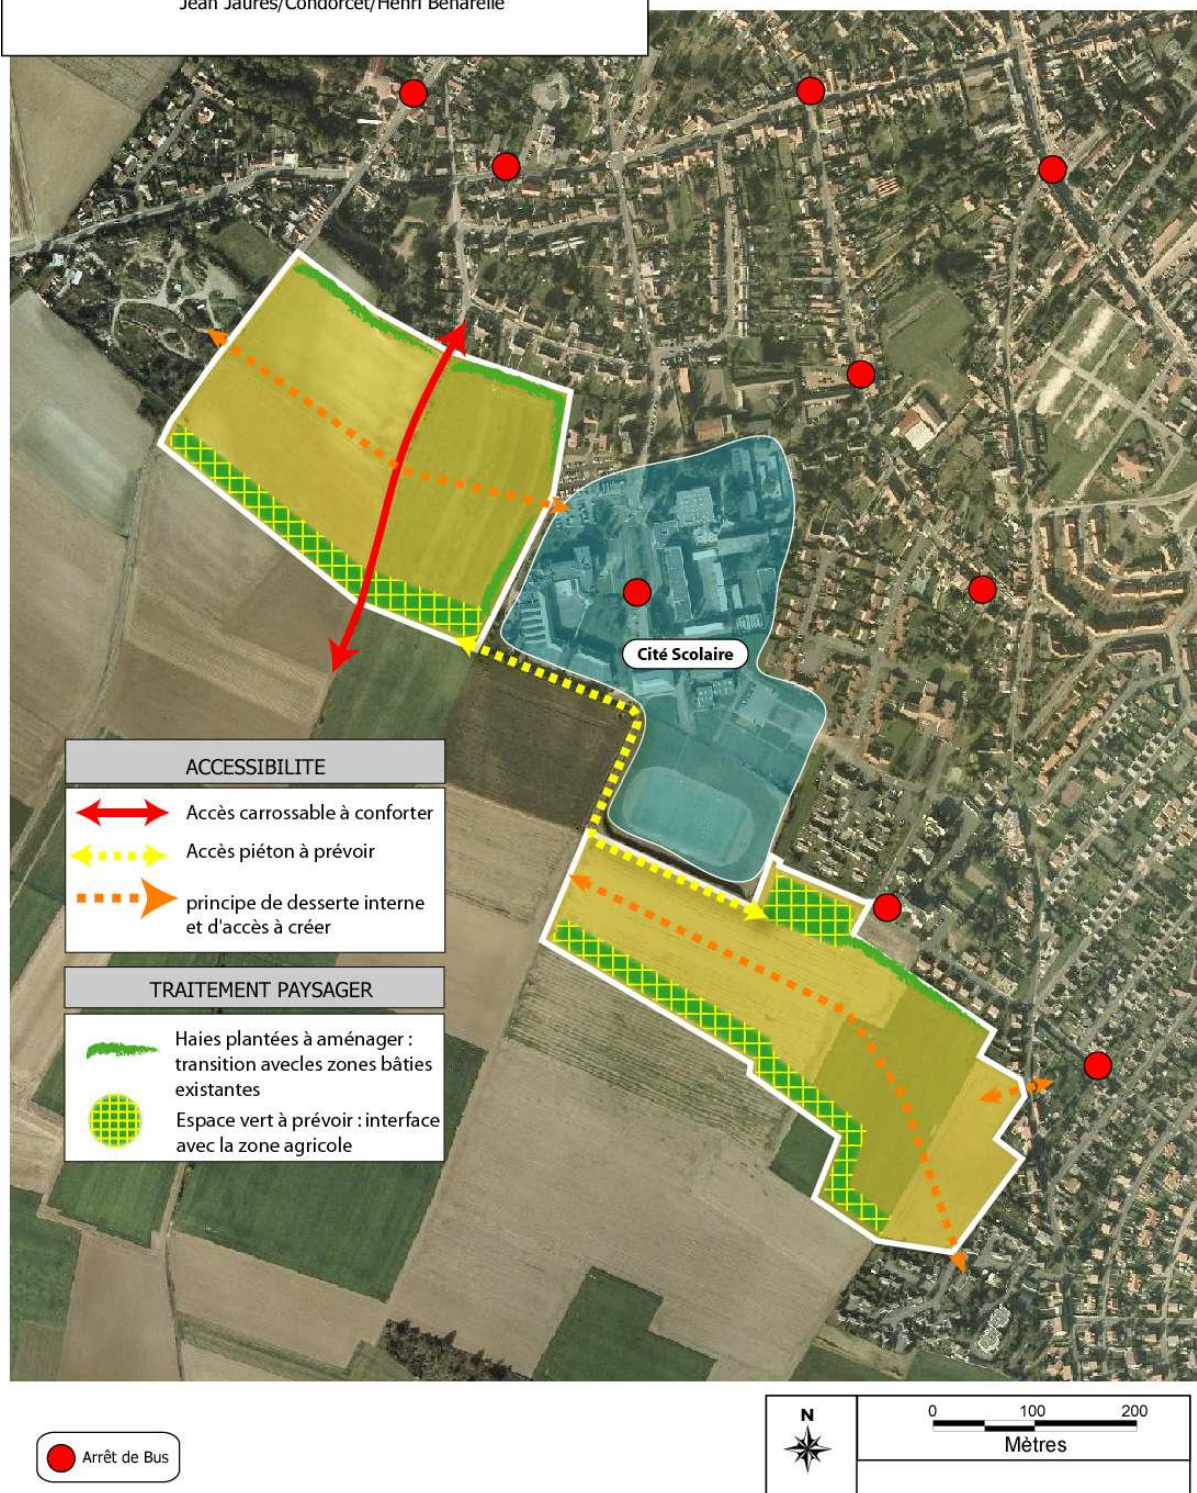 Jean Jaurès/Condorcet/Henri Bénarelle
Cité Scolaire
ACCESSIBILITE
Accès carrossable à conforter
Accès piéton à prévoir
principe de desserte interne
et d'accès à créer
TRAITEMENT PAYSAGER
Haies plantées à aménager :
transition avecles zones bâties
existantes
Espace vert à prévoir : interface
avec la zone agricole
Arrêt de Bus
N
0 100 200
Mètres